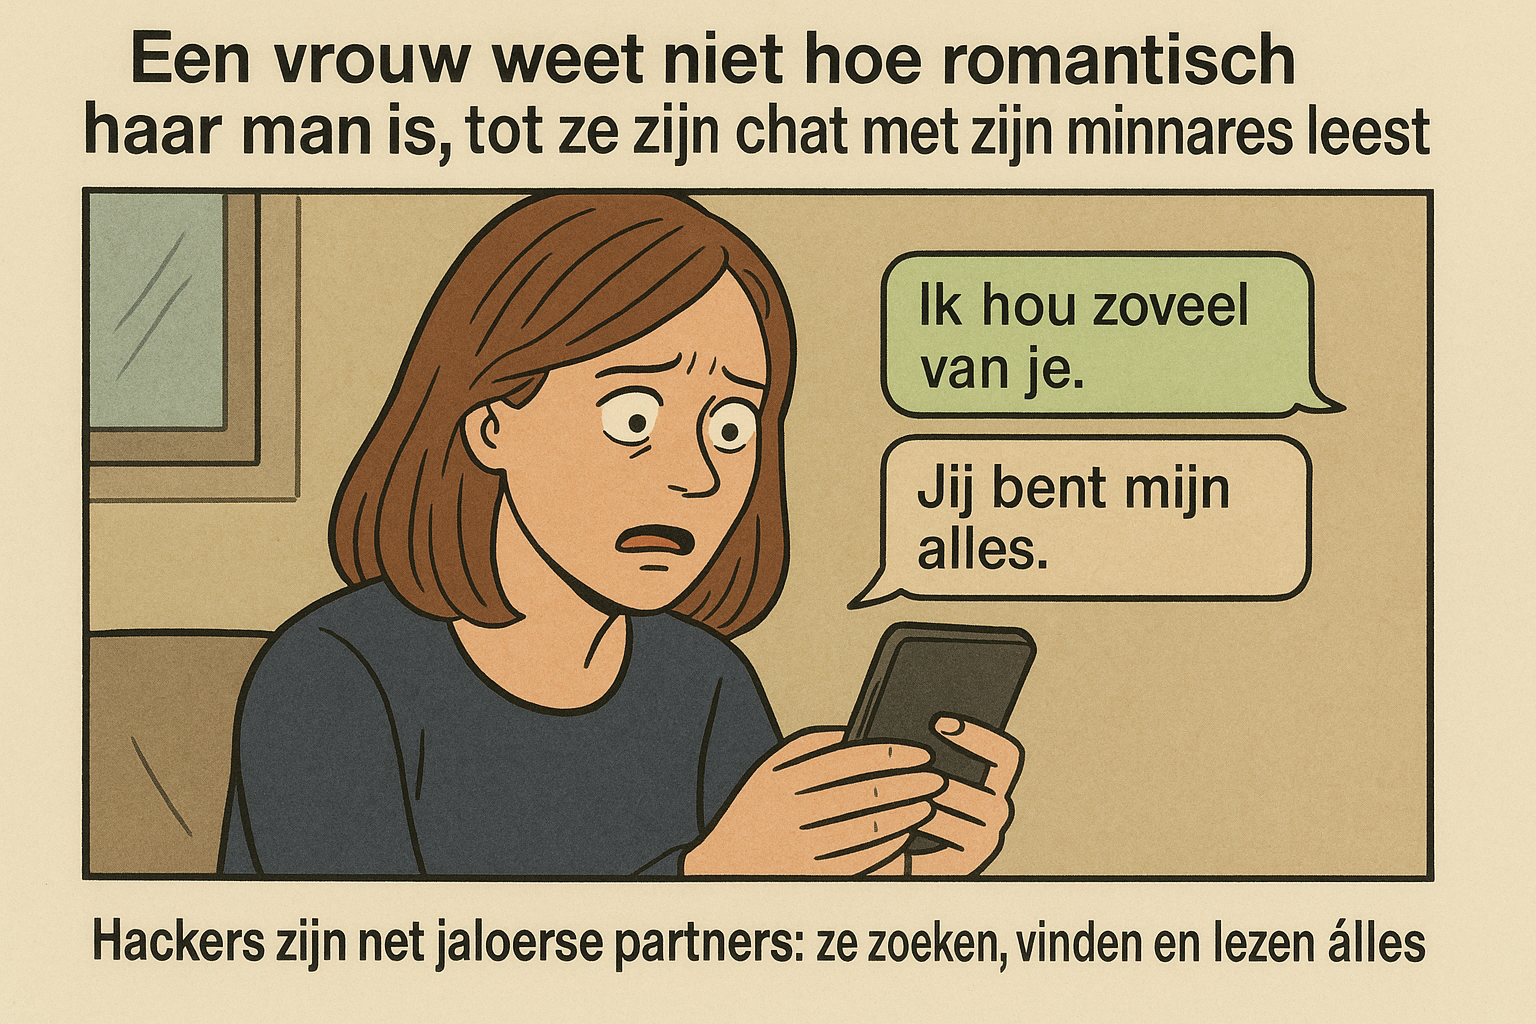 Een vrouw weet niet hoe romantisch
haar man is, tot ze zijn chat met zijn minnares leest
Ik hou zoveel
van je.
Jij bent mijn
alles.
Hackers zijn net jaloerse partners: ze zoeken, vinden en lezen álles